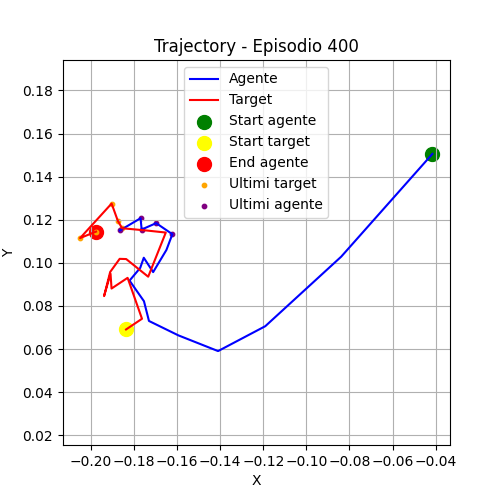 Trajectory - Episodio 400
Agente
Target
Start agente
Start target
End agente
Ultimi target
Ultimi agente
0.18
0.16
0.14
0.12
0.10
0.08
0.06
0.04
0.02
Y
−0.20 −0.18 −0.16 −0.14 −0.12 −0.10 −0.08 −0.06 −0.04
X